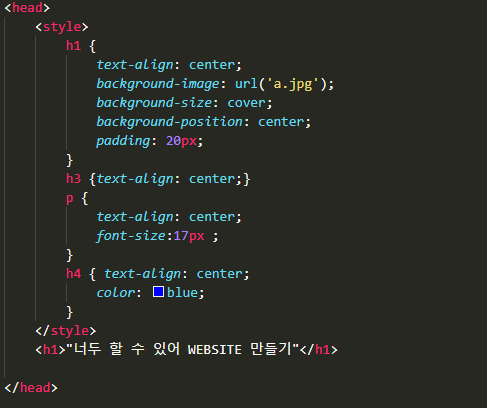 <head>
<style>
h1 {
text-align: center;
background-image: url('a.jpg');
background-size: cover;
background-position: center;
padding: 20px;
}
h3 {text-align: center;}
p {
text-align: center;
font-size:17px ;
}
h4 { text-align: center;
color: blue;
}
</style>
<h1>"너두 할 수 있어 WEBSITE 만들기"</h1>
</head>